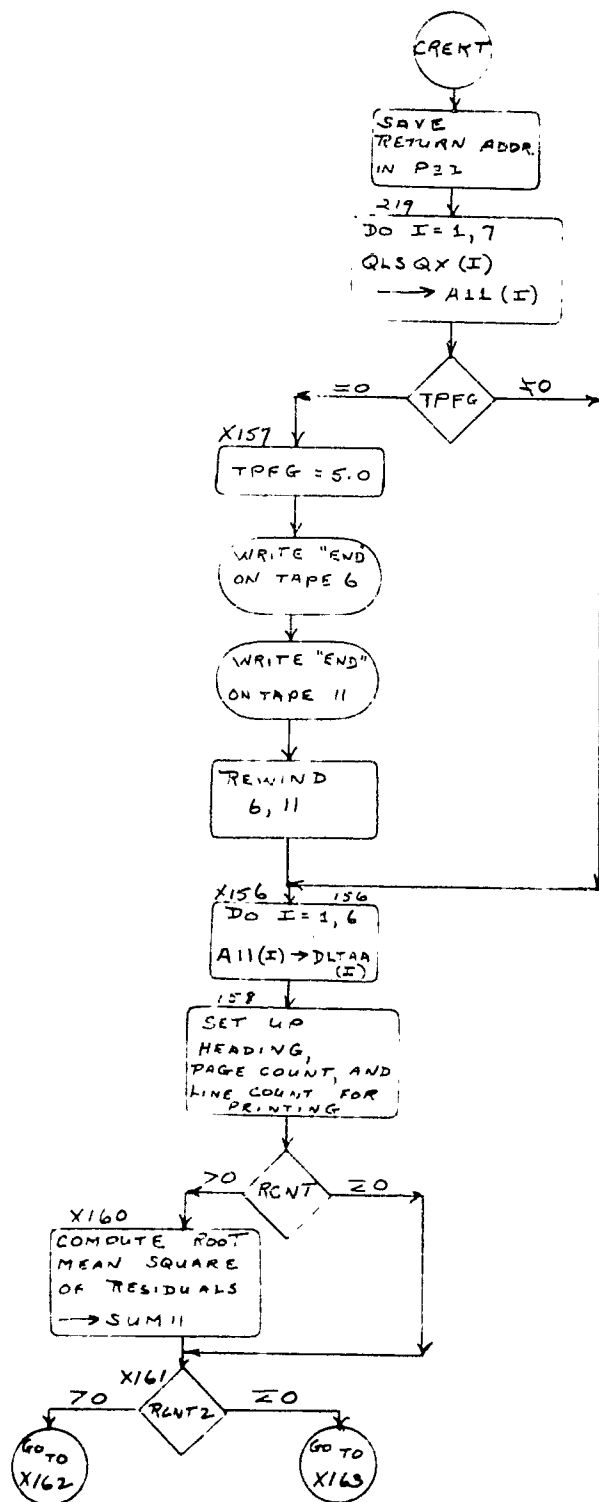 CREKT
SAVE
RETURN ADDR.
IN P22
219
DO I=1,7
QLSQX(I)
→ A11(I)
=0
TPFG
≠0
X157
TPFG = 5.0
WRITE "END"
ON TAPE 6
WRITE "END"
ON TAPE 11
REWIND
6, 11
X156 156
DO I=1,6
A11(I)→DLTAA
(I)
158
SET UP
HEADING,
PAGE COUNT, AND
LINE COUNT FOR
PRINTING
>0
RCNT
X160
COMPUTE ROOT
MEAN SQUARE
OF RESIDUALS
→ SUM11
X161
>0
RCNT2
GO TO
X162
GO TO
X163